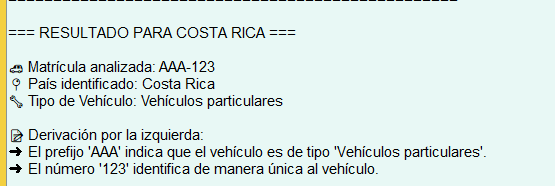 === RESULTADO PARA COSTA RICA ===
🚗 Matrícula analizada: AAA-123
📍 País identificado: Costa Rica
🔧 Tipo de Vehículo: Vehículos particulares
📝 Derivación por la izquierda:
➜ El prefijo 'AAA' indica que el vehículo es de tipo 'Vehículos particulares'.
➜ El número '123' identifica de manera única al vehículo.